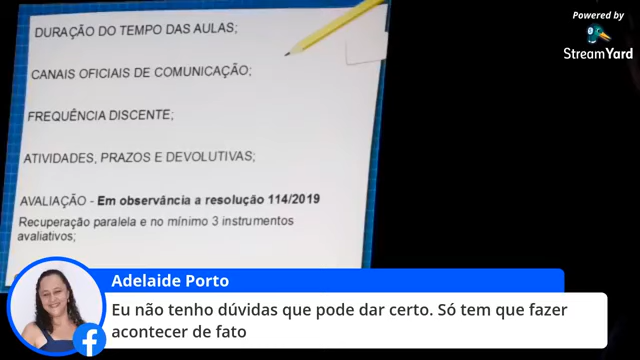 Powered by
StreamYard
DURAÇÃO DO TEMPO DAS AULAS;
CANAIS OFICIAIS DE COMUNICAÇÃO;
FREQUÊNCIA DISCENTE;
ATIVIDADES, PRAZOS E DEVOLUTIVAS;
AVALIAÇÃO - Em observância a resolução 114/2019
Recuperação paralela e no mínimo 3 instrumentos
avaliativos;
Adelaide Porto
Eu não tenho dúvidas que pode dar certo. Só tem que fazer
acontecer de fato